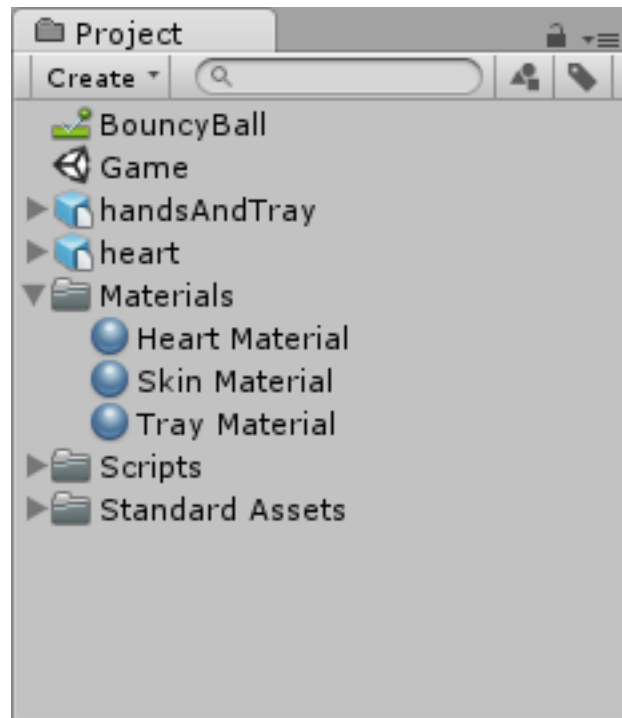 Project
Create
BouncyBall
Game
handsAndTray
heart
Materials
Heart Material
Skin Material
Tray Material
Scripts
Standard Assets